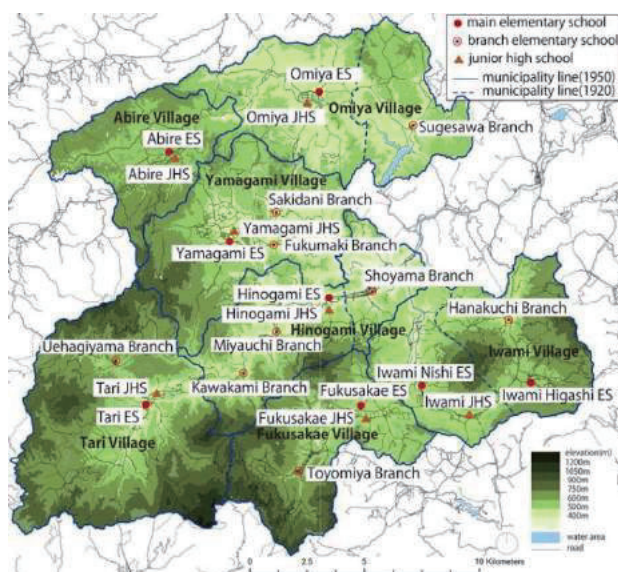 main elementary school
branch elementary school
junior high school
municipality line(1950)
municipality line(1920)
Omiya ES
Omiya Village
Omiya JHS
Sugesawa Branch
Abire Village
Abire ES
Abire JHS
Yamagami Village
Sakidani Branch
Yamagami JHS
Yamagami ES
Fukumaki Branch
Shoyama Branch
Hinogami ES
Hinogami JHS
Hinogami Village
Hanakuchi Branch
Miyauchi Branch
Iwami Village
Uehagiyama Branch
Kawakami Branch
Iwami Nishi ES
Iwami Higashi ES
Tari JHS
Fukusakae ES
Iwami JHS
Tari ES
Fukusakae JHS
Tari Village
Fukusakae Village
Toyomiya Branch
elevation(m)
1200m
1050m
900m
750m
600m
500m
400m
water area
road
0 2.5 5 10 Kilometers